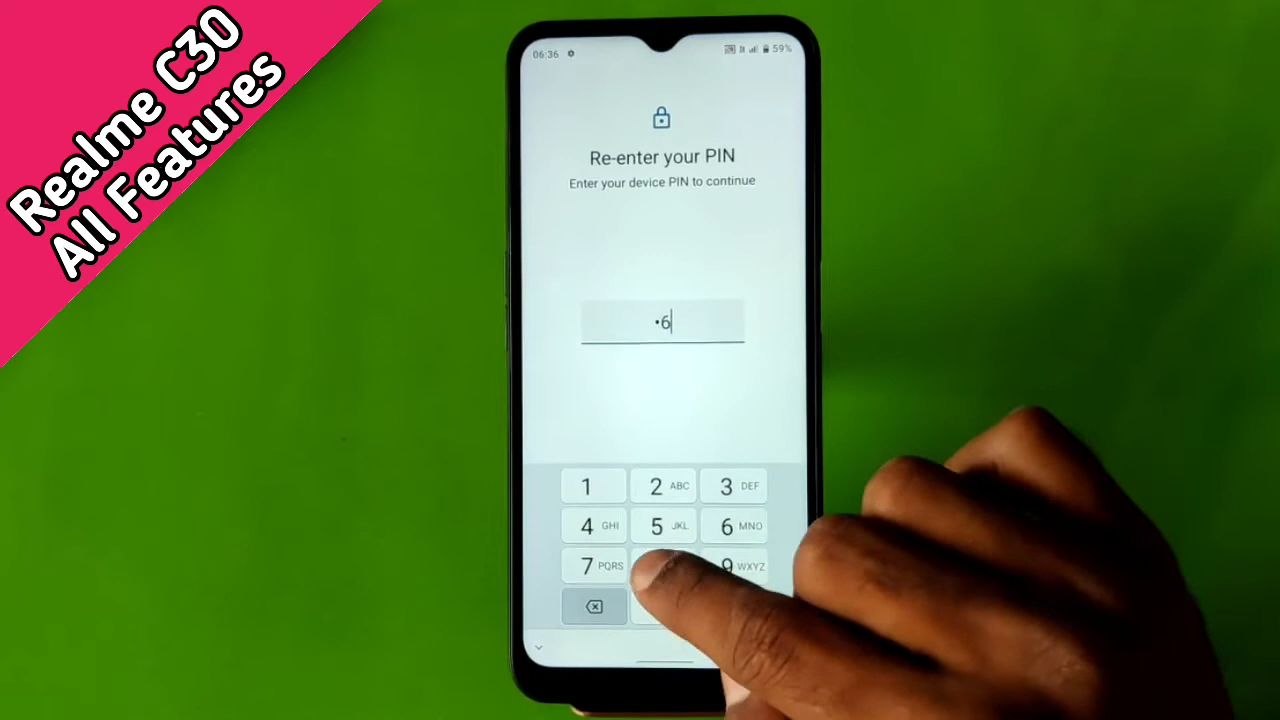 Realme C30
All Features
06:36
59%
Re-enter your PIN
Enter your device PIN to continue
•6
1
2 ABC
3 DEF
4 GHI
5 JKL
6 MNO
7 PQRS
9 WXYZ